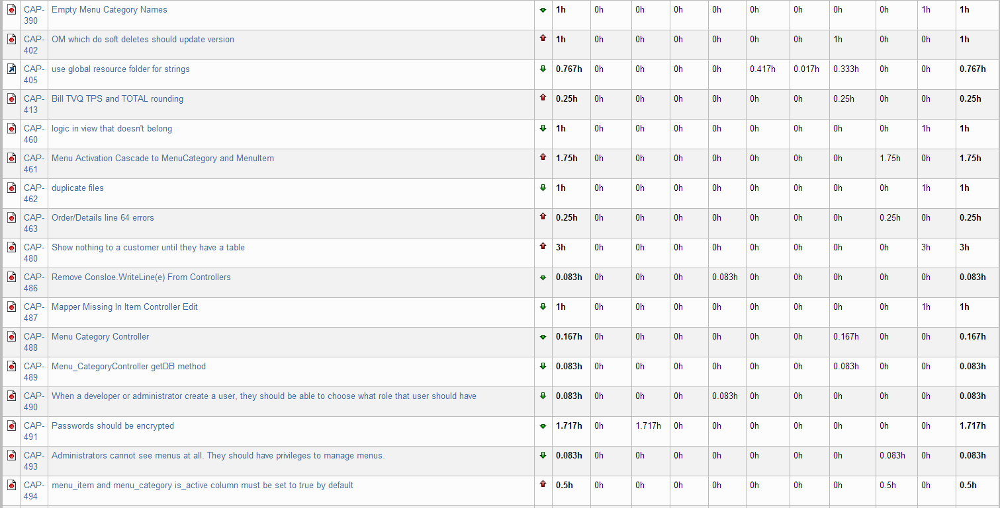 CAP-390 Empty Menu Category Names 1h 0h 0h 0h 0h 0h 0h 0h 0h 1h 1h
CAP-402 OM which do soft deletes should update version 1h 0h 0h 0h 0h 0h 0h 1h 0h 0h 1h
CAP-405 use global resource folder for strings 0.767h 0h 0h 0h 0h 0.417h 0.017h 0.333h 0h 0h 0.767h
CAP-413 Bill TVQ TPS and TOTAL rounding 0.25h 0h 0h 0h 0h 0h 0h 0.25h 0h 0h 0.25h
CAP-460 logic in view that doesn't belong 1h 0h 0h 0h 0h 0h 0h 0h 0h 1h 1h
CAP-461 Menu Activation Cascade to MenuCategory and MenuItem 1.75h 0h 0h 0h 0h 0h 0h 0h 1.75h 0h 1.75h
CAP-462 duplicate files 1h 0h 0h 0h 0h 0h 0h 0h 0h 1h 1h
CAP-463 Order/Details line 64 errors 0.25h 0h 0h 0h 0h 0h 0h 0h 0.25h 0h 0.25h
CAP-480 Show nothing to a customer until they have a table 3h 0h 0h 0h 0h 0h 0h 0h 0h 3h 3h
CAP-486 Remove Consloe.WriteLine(e) From Controllers 0.083h 0h 0h 0h 0.083h 0h 0h 0h 0h 0h 0.083h
CAP-487 Mapper Missing In Item Controller Edit 1h 0h 0h 0h 0h 0h 0h 0h 0h 1h 1h
CAP-488 Menu Category Controller 0.167h 0h 0h 0h 0h 0h 0h 0.167h 0h 0h 0.167h
CAP-489 Menu_CategoryController getDB method 0.083h 0h 0h 0h 0h 0h 0h 0.083h 0h 0h 0.083h
CAP-490 When a developer or administrator create a user, they should be able to choose what role that user should have 0.083h 0h 0h 0h 0.083h 0h 0h 0h 0h 0h 0.083h
CAP-491 Passwords should be encrypted 1.717h 0h 1.717h 0h 0h 0h 0h 0h 0h 0h 1.717h
CAP-493 Administrators cannot see menus at all. They should have privileges to manage menus. 0.083h 0h 0h 0h 0h 0h 0h 0h 0.083h 0h 0.083h
CAP-494 menu_item and menu_category is_active column must be set to true by default 0.5h 0h 0h 0h 0h 0h 0h 0h 0.5h 0h 0.5h